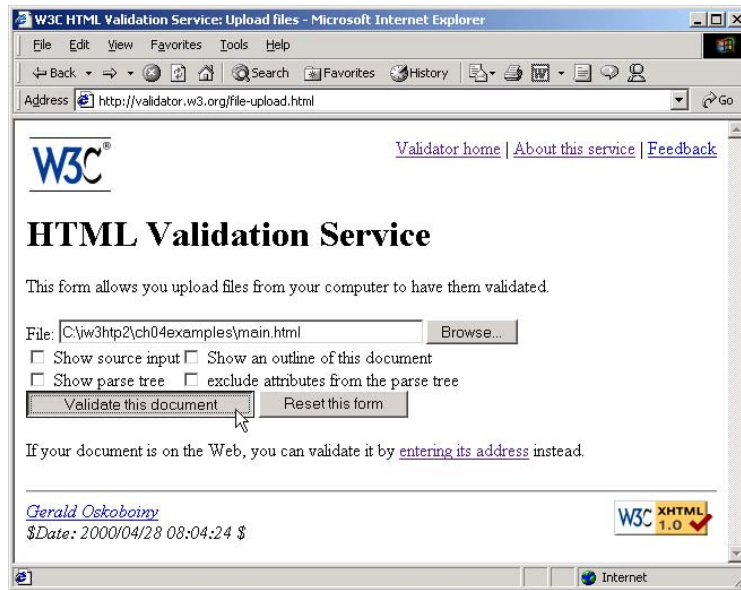 W3C HTML Validation Service: Upload files - Microsoft Internet Explorer
File Edit View Favorites Tools Help
Back Search Favorites History
Address http://validator.w3.org/file-upload.html Go
W3C®
Validator home | About this service | Feedback
HTML Validation Service
This form allows you upload files from your computer to have them validated.
File: C:\iw3htp2\ch04examples\main.html Browse...
Show source input Show an outline of this document
Show parse tree exclude attributes from the parse tree
Validate this document Reset this form
If your document is on the Web, you can validate it by entering its address instead.
Gerald Oskoboiny
$Date: 2000/04/28 08:04:24 $
W3C XHTML 1.0
Internet